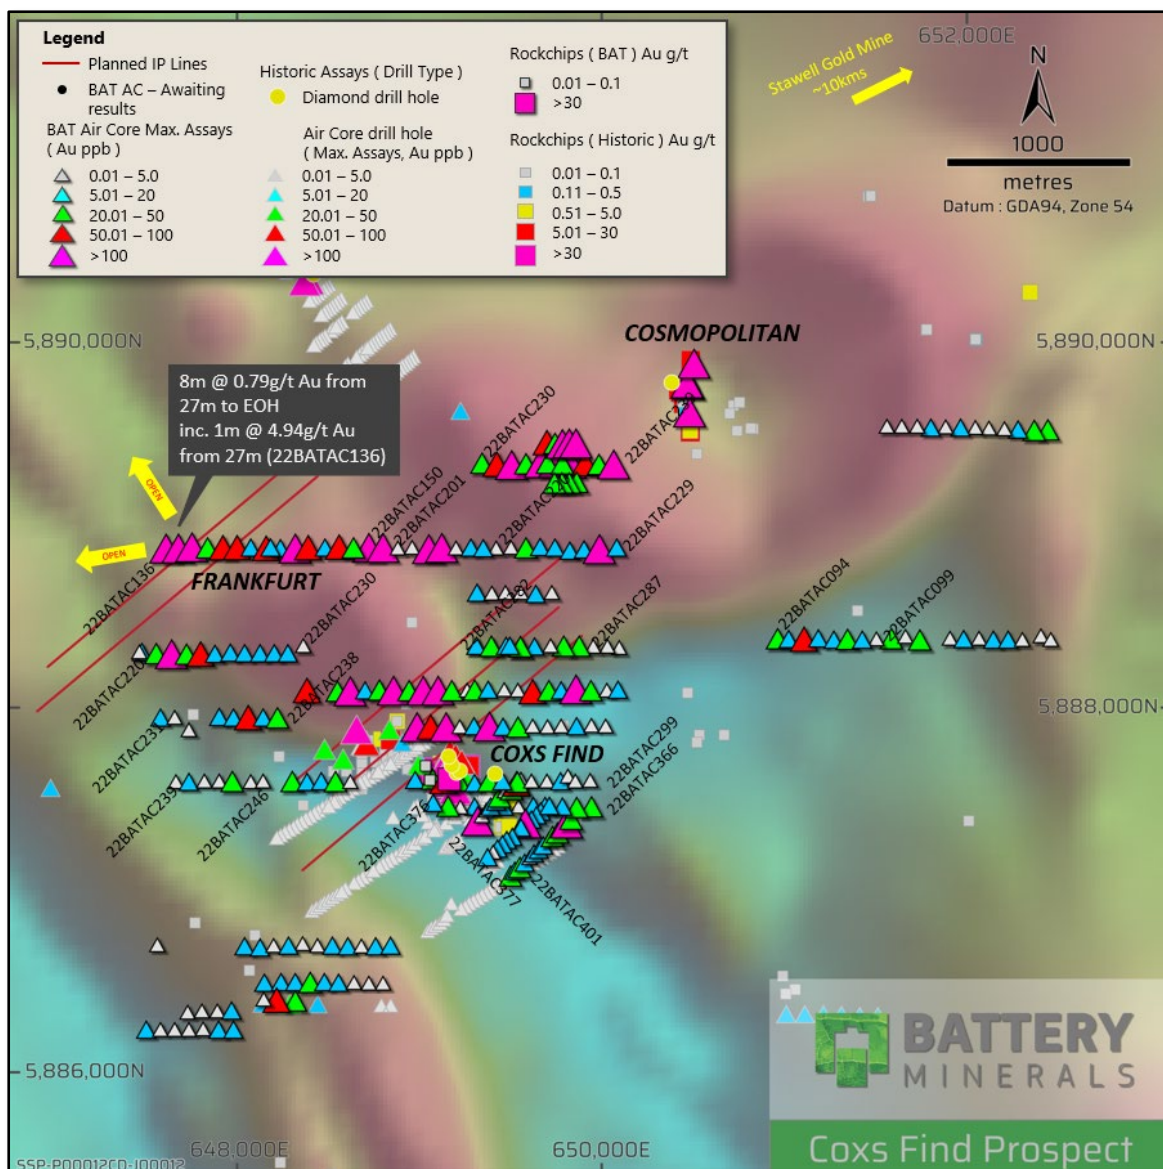 652,000E
Stawell Gold Mine
~10kms
N
1000
metres
Datum : GDA94, Zone 54
Legend
Planned IP Lines
BAT AC – Awaiting
results
BAT Air Core Max. Assays
( Au ppb )
0.01 – 5.0
5.01 – 20
20.01 – 50
50.01 – 100
>100
Historic Assays ( Drill Type )
Diamond drill hole
Air Core drill hole
( Max. Assays, Au ppb )
0.01 – 5.0
5.01 – 20
20.01 – 50
50.01 – 100
>100
Rockchips ( BAT ) Au g/t
0.01 – 0.1
>30
Rockchips ( Historic ) Au g/t
0.01 – 0.1
0.11 – 0.5
0.51 – 5.0
5.01 – 30
>30
5,890,000N
COSMOPOLITAN
5,890,000N
8m @ 0.79g/t Au from
27m to EOH
inc. 1m @ 4.94g/t Au
from 27m (22BATAC136)
OPEN
OPEN
22BATAC230
22BATAC150
22BATAC201
22BATAC229
FRANKFURT
22BATAC136
22BATAC230
22BATAC287
22BATAC094
22BATAC099
22BATAC220
22BATAC238
5,888,000N
22BATAC231
COXS FIND
22BATAC299
22BATAC366
22BATAC239
22BATAC246
22BATAC376
22BATAC377
22BATAC401
5,886,000N
648,000E
650,000E
BATTERY
MINERALS
Coxs Find Prospect